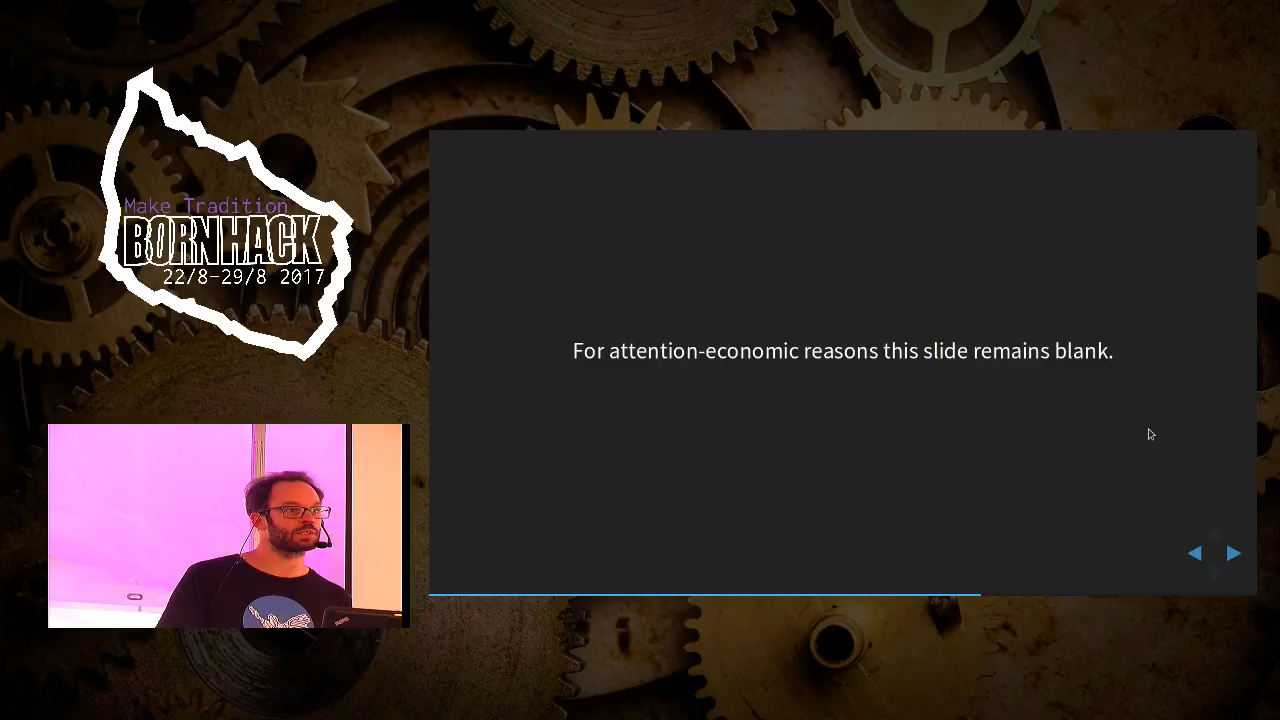 Make Tradition
BORNHACK
22/8-29/8 2017
For attention-economic reasons this slide remains blank.